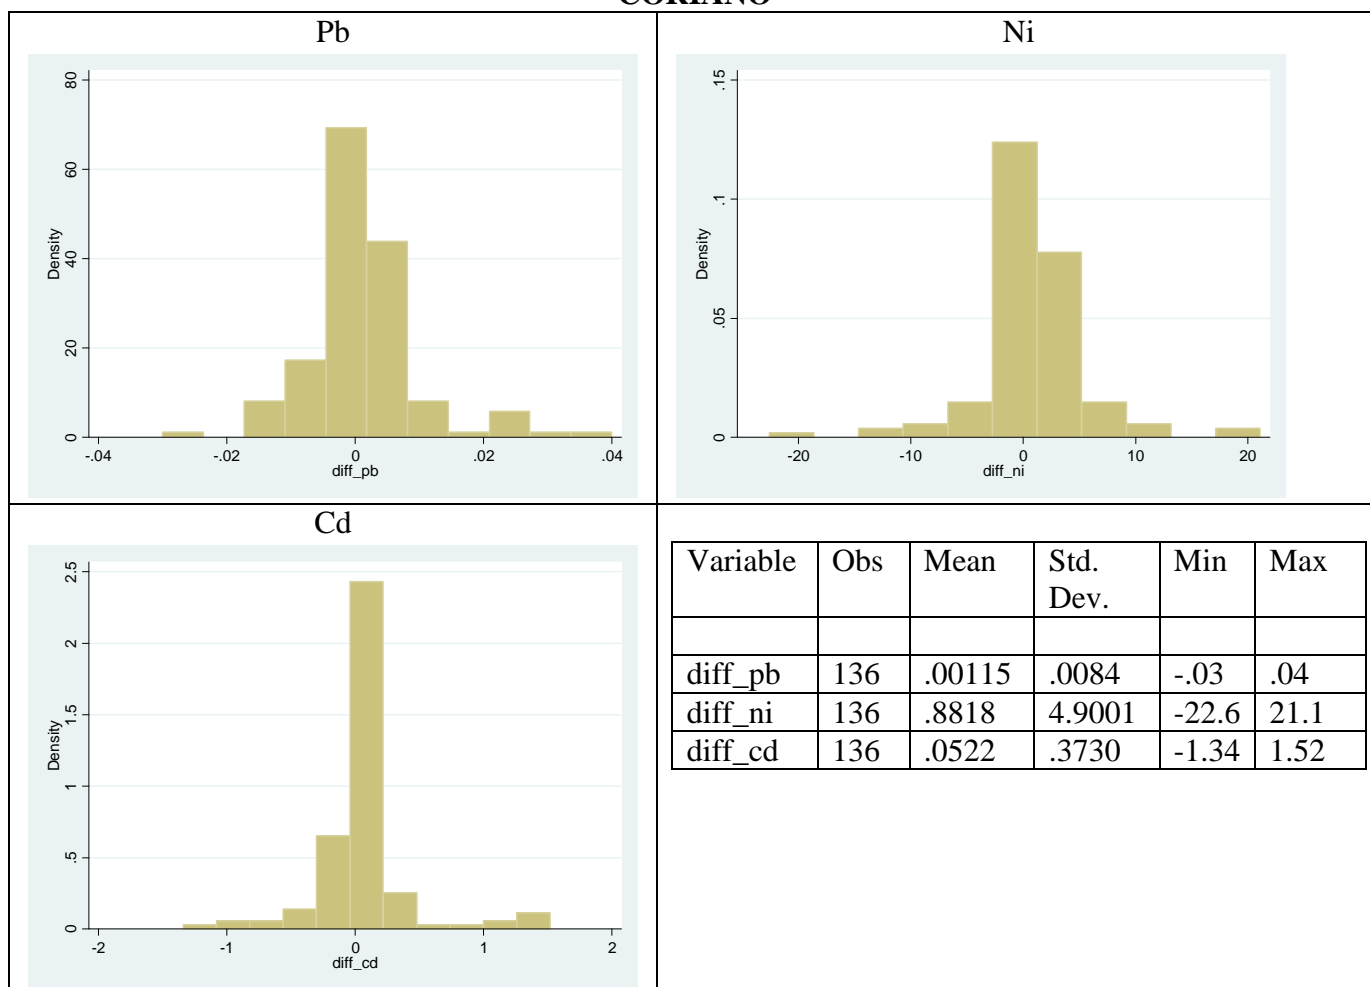 CORIANO
Pb
Ni
80
60
40
20
0
Density
-.04
-.02
0
.02
.04
diff_pb
.15
.1
.05
0
Density
-20
-10
0
10
20
diff_ni
Cd
2.5
2
1.5
1
.5
0
Density
-2
-1
0
1
2
diff_cd
Variable Obs Mean Std. Dev. Min Max
diff_pb 136 .00115 .0084 -.03 .04
diff_ni 136 .8818 4.9001 -22.6 21.1
diff_cd 136 .0522 .3730 -1.34 1.52